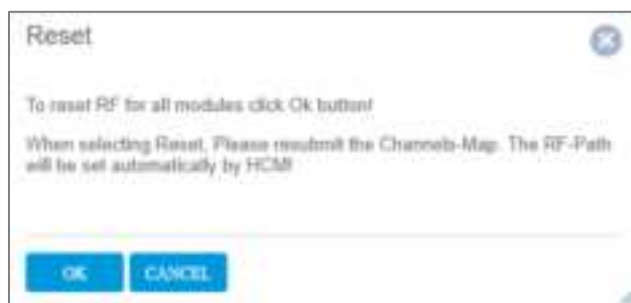 Reset
To reset RF for all modules click Ok button!
When selecting Reset, Please resubmit the Channels-Map. The RF-Path
will be set automatically by HCM!
OK
CANCEL